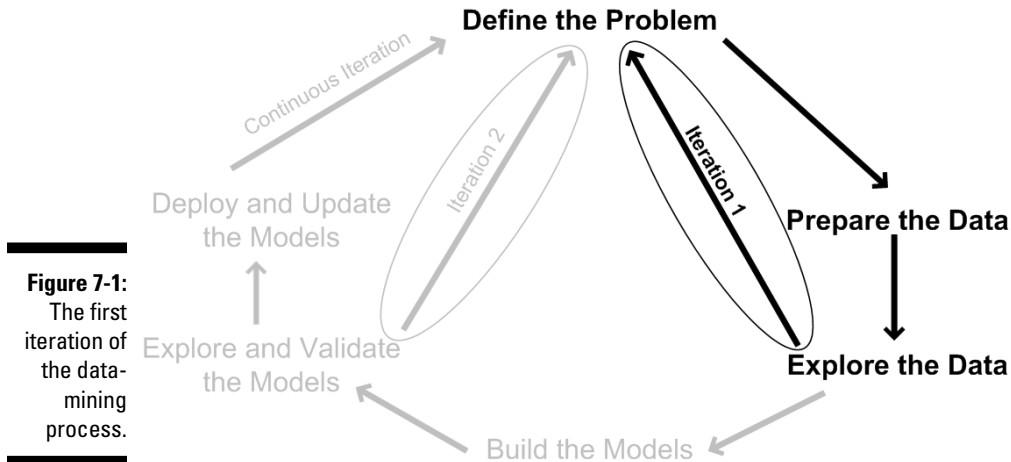 Define the Problem
Continuous Iteration
Iteration 2
Iteration 1
Deploy and Update
the Models
Prepare the Data
Figure 7-1:
The first
iteration of
the data-
mining
process.
Explore and Validate
the Models
Explore the Data
Build the Models